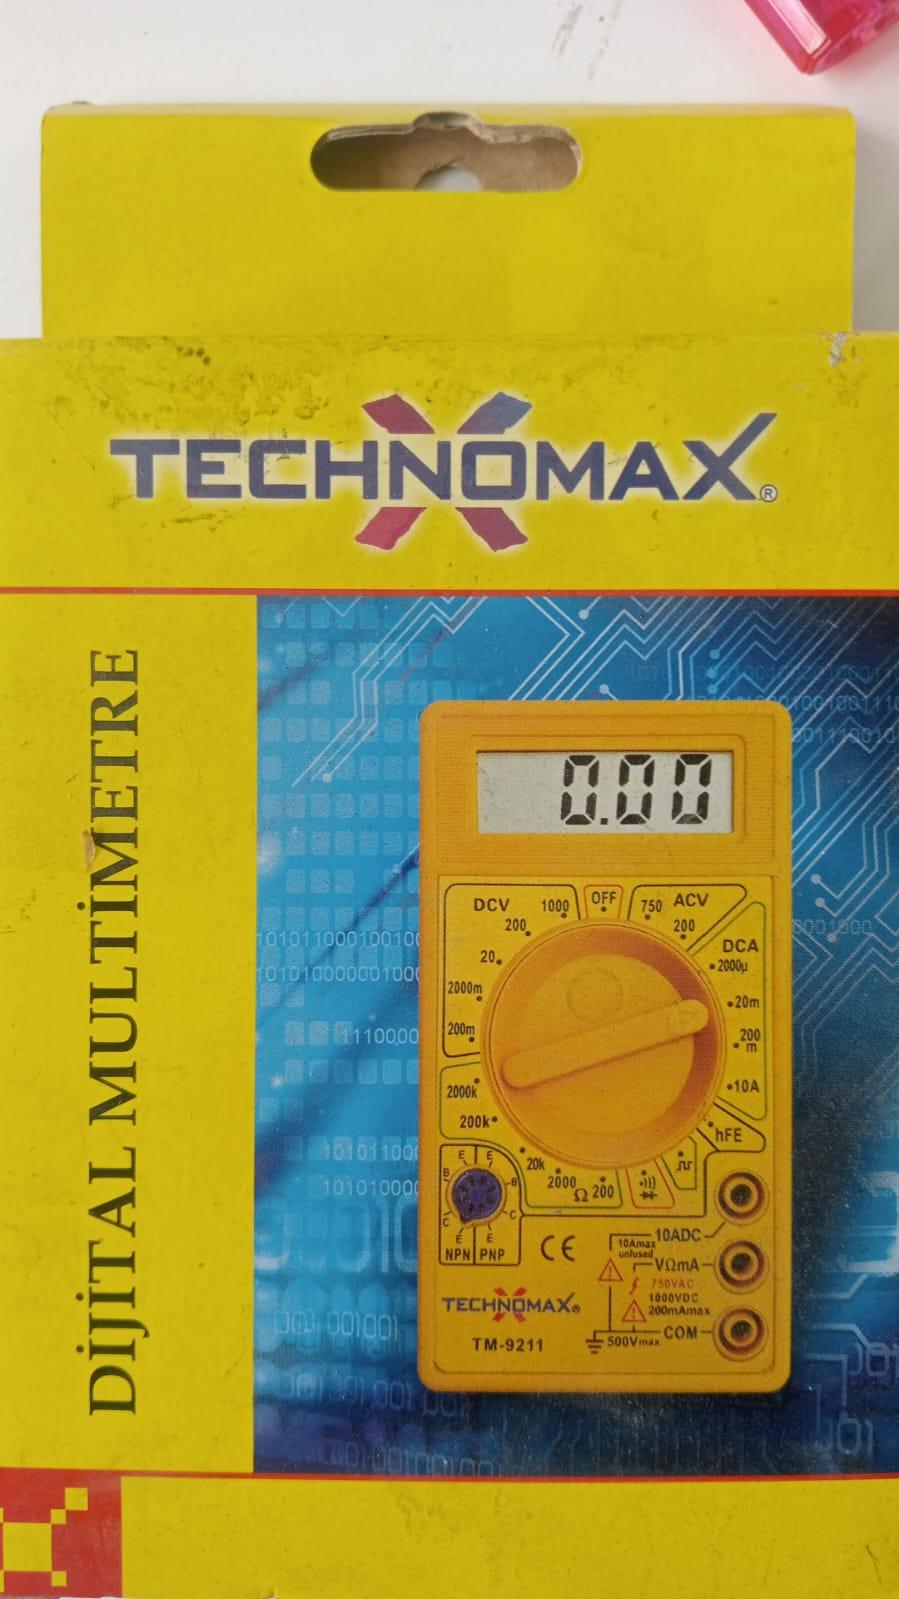 TECHNOMAX®
DİJİTAL MULTİMETRE
0.00
DCV 1000 OFF 750 ACV
200 200
20 DCA
2000µ
2000m 20m
200m 200
m
2000k 10A
200k hFE
20k
2000 Ω 200
E E
B B
C C
E E
NPN PNP
CE
10ADC
10Amax
unfused
VΩmA
750VAC
1000VDC
200mAmax
COM
500Vmax
TECHNOMAX®
TM-9211